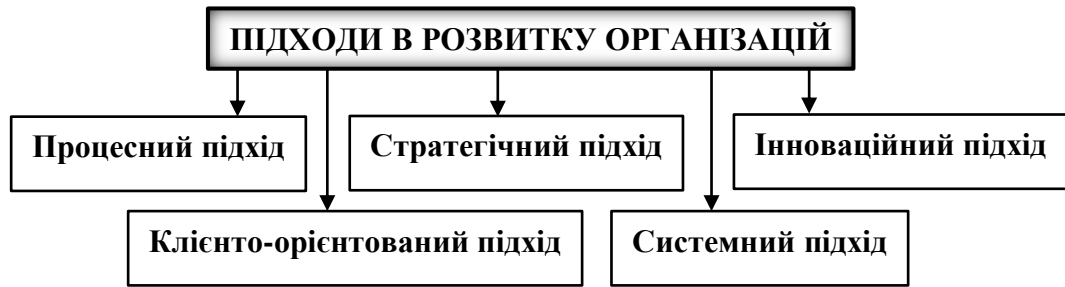 ПІДХОДИ В РОЗВИТКУ ОРГАНІЗАЦІЙ
Процесний підхід
Стратегічний підхід
Інноваційний підхід
Клієнто-орієнтований підхід
Системний підхід